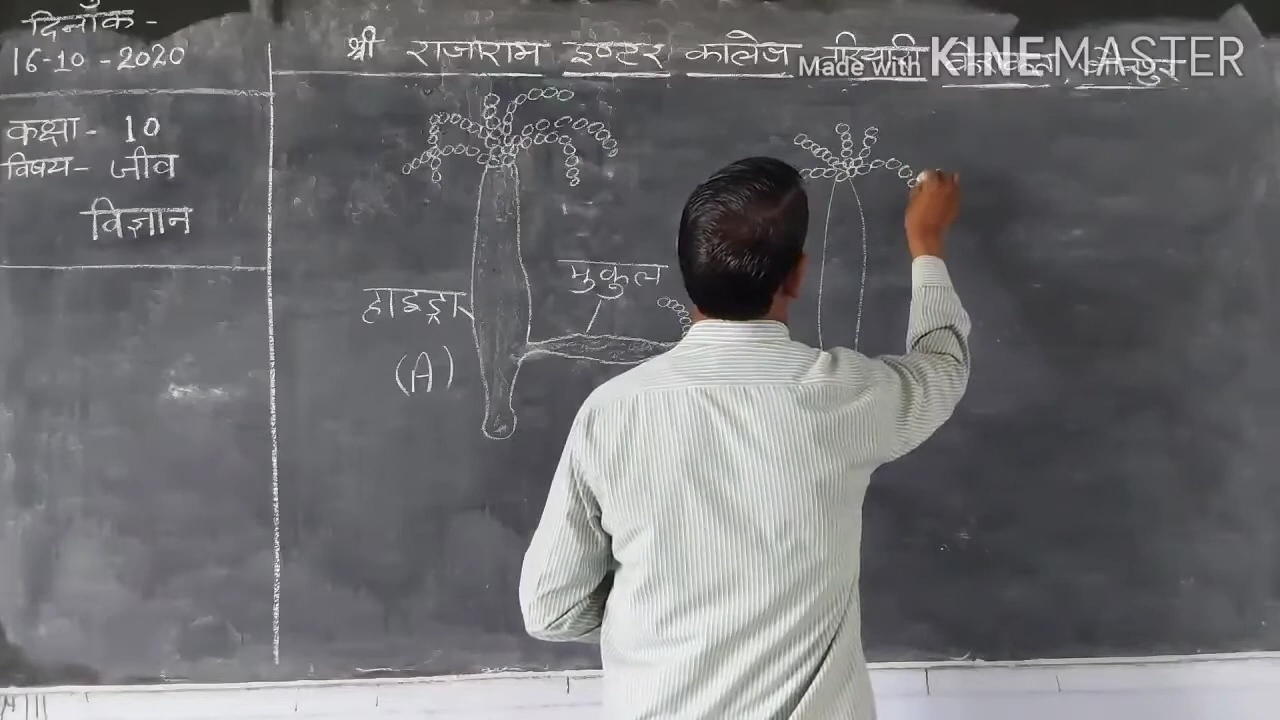 दिनाँक -
16-10-2020
श्री राजाराम इण्टर कालेज
Made With KINEMASTER
कक्षा - 10
विषय - जीव
विज्ञान
मुकुल
हाइड्रा
(A)